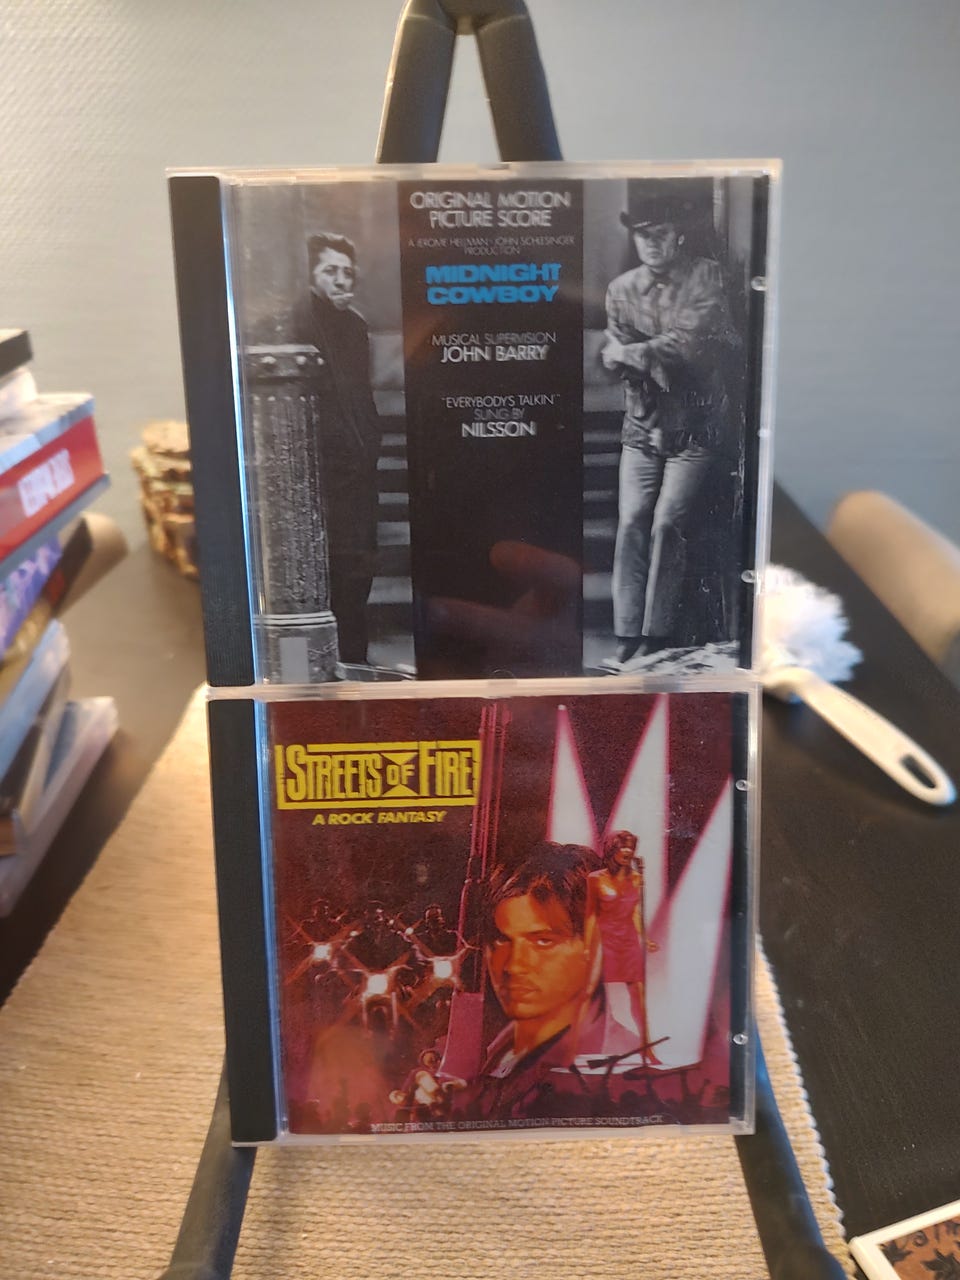 ORIGINAL MOTION
PICTURE SCORE
A JEROME HELLMAN - JOHN SCHLESINGER
PRODUCTION
MIDNIGHT
COWBOY
MUSICAL SUPERVISION
JOHN BARRY
"EVERYBODY'S TALKIN'"
SUNG BY
NILSSON
STREETS OF FIRE
A ROCK FANTASY
MUSIC FROM THE ORIGINAL MOTION PICTURE SOUNDTRACK